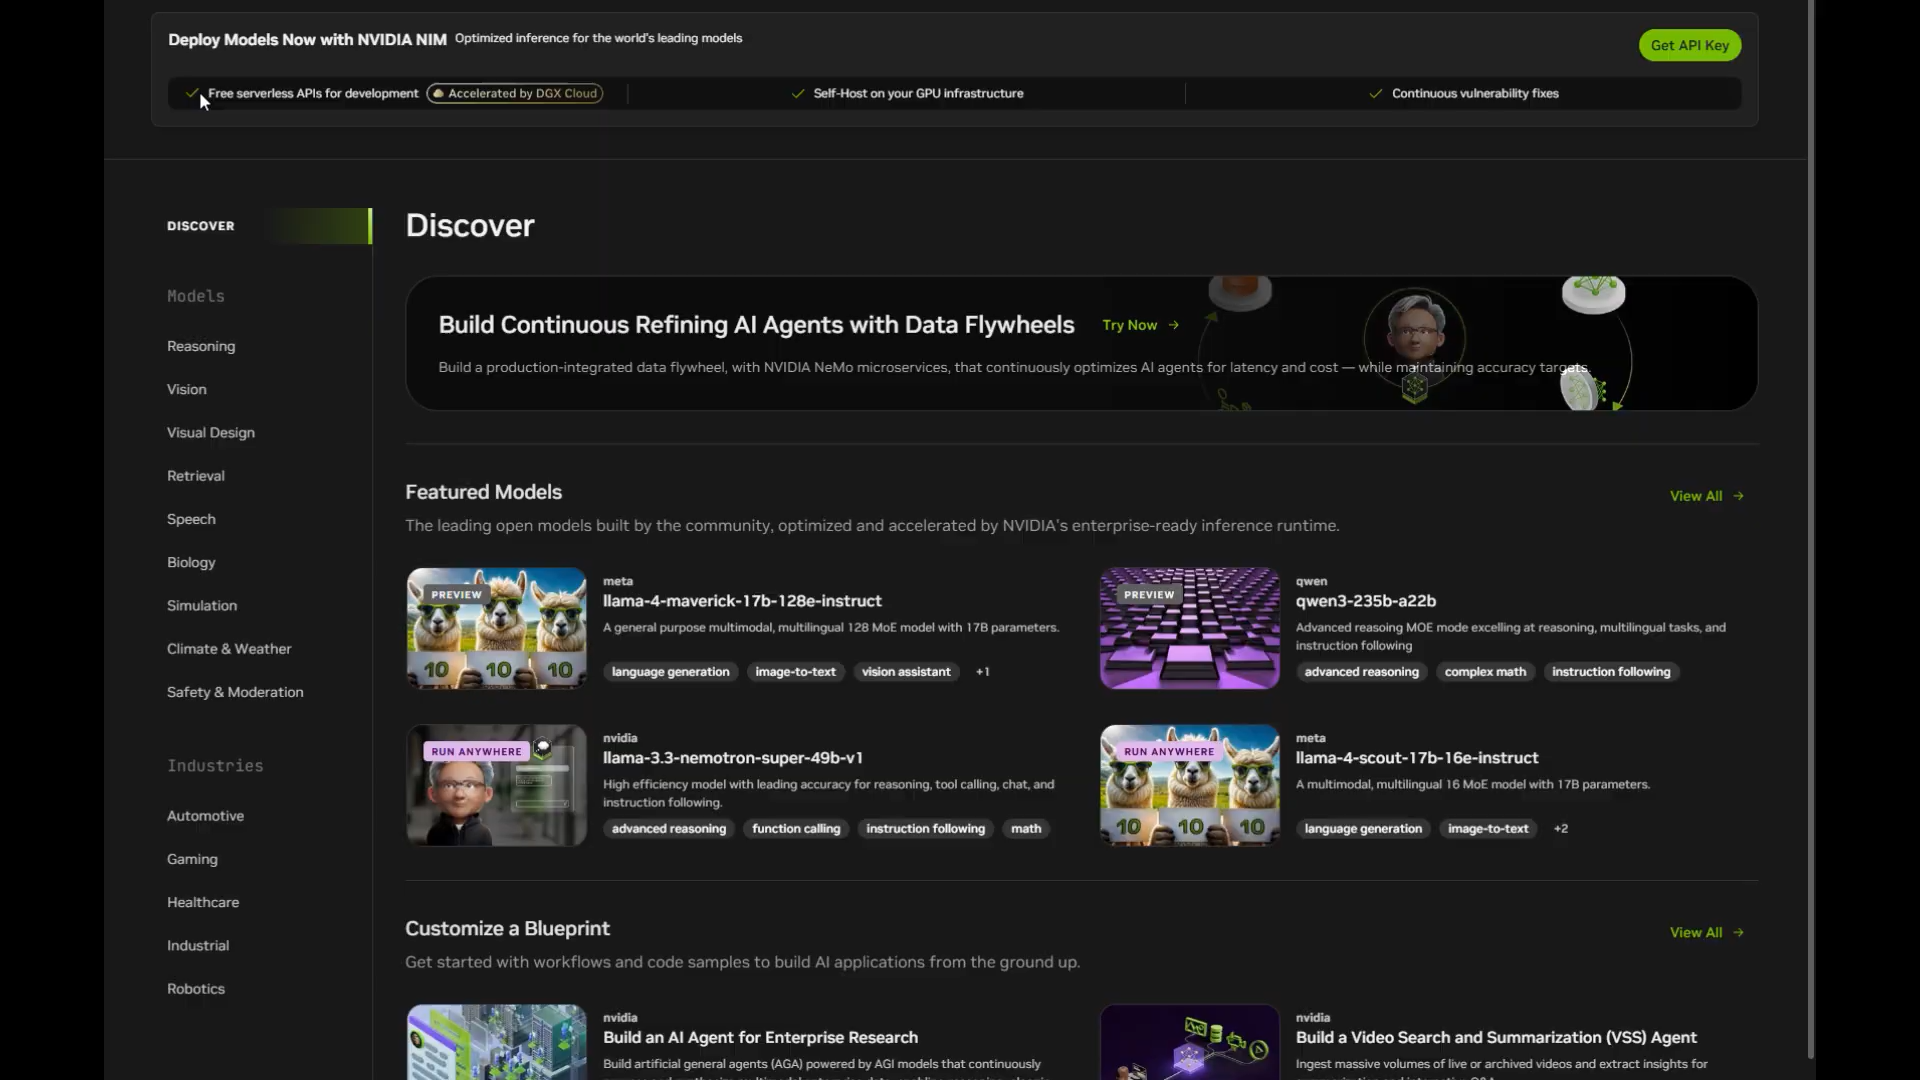 Deploy Models Now with NVIDIA NIM Optimized inference for the world's leading models
Get API Key
Free serverless APIs for development Accelerated by DGX Cloud
Self-Host on your GPU infrastructure
Continuous vulnerability fixes
DISCOVER
Models
Reasoning
Vision
Visual Design
Retrieval
Speech
Biology
Simulation
Climate & Weather
Safety & Moderation
Industries
Automotive
Gaming
Healthcare
Industrial
Robotics
Discover
Build Continuous Refining AI Agents with Data Flywheels Try Now
Build a production-integrated data flywheel, with NVIDIA NeMo microservices, that continuously optimizes AI agents for latency and cost — while maintaining accuracy targets.
Featured Models
View All
The leading open models built by the community, optimized and accelerated by NVIDIA's enterprise-ready inference runtime.
PREVIEW
10 10 10
meta
llama-4-maverick-17b-128e-instruct
A general purpose multimodal, multilingual 128 MoE model with 17B parameters.
language generation image-to-text vision assistant +1
PREVIEW
qwen
qwen3-235b-a22b
Advanced reasoing MOE mode excelling at reasoning, multilingual tasks, and
instruction following
advanced reasoning complex math instruction following
RUN ANYWHERE
nvidia
llama-3.3-nemotron-super-49b-v1
High efficiency model with leading accuracy for reasoning, tool calling, chat, and
instruction following.
advanced reasoning function calling instruction following math
RUN ANYWHERE
10 10 10
meta
llama-4-scout-17b-16e-instruct
A multimodal, multilingual 16 MoE model with 17B parameters.
language generation image-to-text +2
Customize a Blueprint
View All
Get started with workflows and code samples to build AI applications from the ground up.
nvidia
Build an AI Agent for Enterprise Research
Build artificial general agents (AGA) powered by AGI models that continuously
nvidia
Build a Video Search and Summarization (VSS) Agent
Ingest massive volumes of live or archived videos and extract insights for